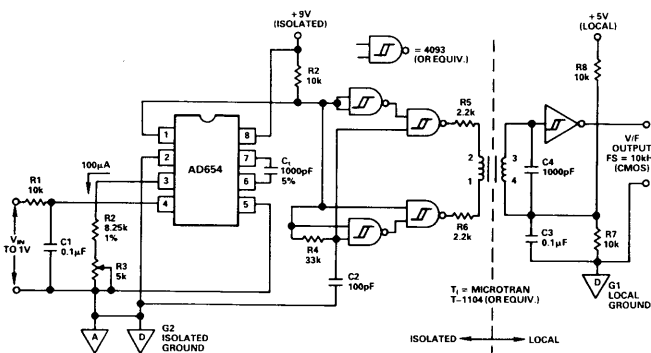 +9V
(ISOLATED)
= 4093
(OR EQUIV.)
+5V
(LOCAL)
R2
10k
R8
10k
1
2
3
4
8
7
6
5
AD654
C₁
1000pF
5%
R5
2.2k
R6
2.2k
2
1
3
4
C4
1000pF
V/F
OUTPUT
FS = 10kH
(CMOS)
100μA
R1
10k
VIN
TO 1V
C1
0.1μF
R2
8.25k
1%
R3
5k
R4
33k
C2
100pF
C3
0.1μF
R7
10k
T₁ = MICROTRAN
T-1104 (OR EQUIV.)
A
D
G2
ISOLATED
GROUND
ISOLATED
LOCAL
D
G1
LOCAL
GROUND